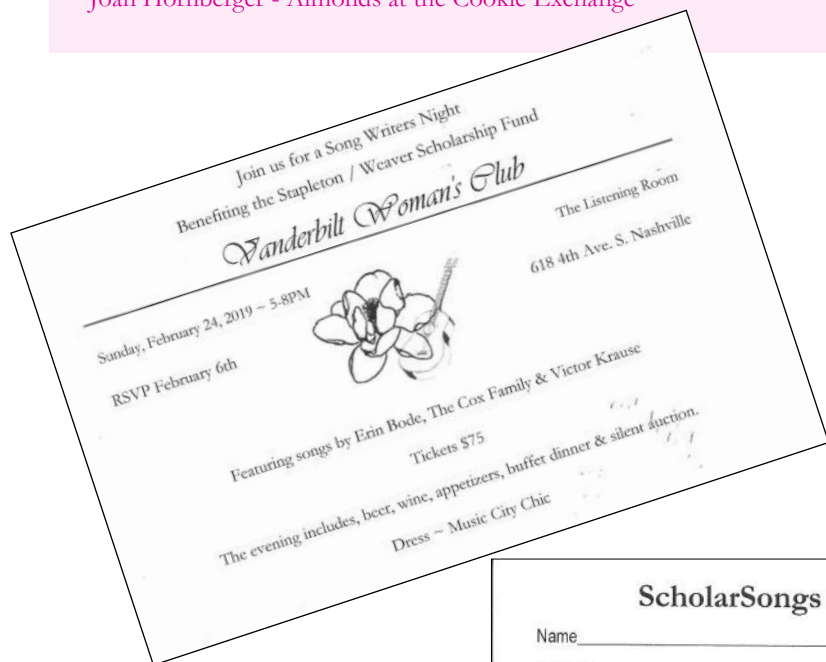 Joan Hornberger - Almonds at the Cookie Exchange
Join us for a Song Writers Night
Benefiting the Stapleton / Weaver Scholarship Fund
Vanderbilt Woman's Club
The Listening Room
618 4th Ave. S. Nashville
Sunday, February 24, 2019 ~ 5-8PM
RSVP February 6th
Featuring songs by Erin Bode, The Cox Family & Victor Krause
Tickets $75
The evening includes, beer, wine, appetizers, buffet dinner & silent auction.
Dress ~ Music City Chic
ScholarSongs
Name